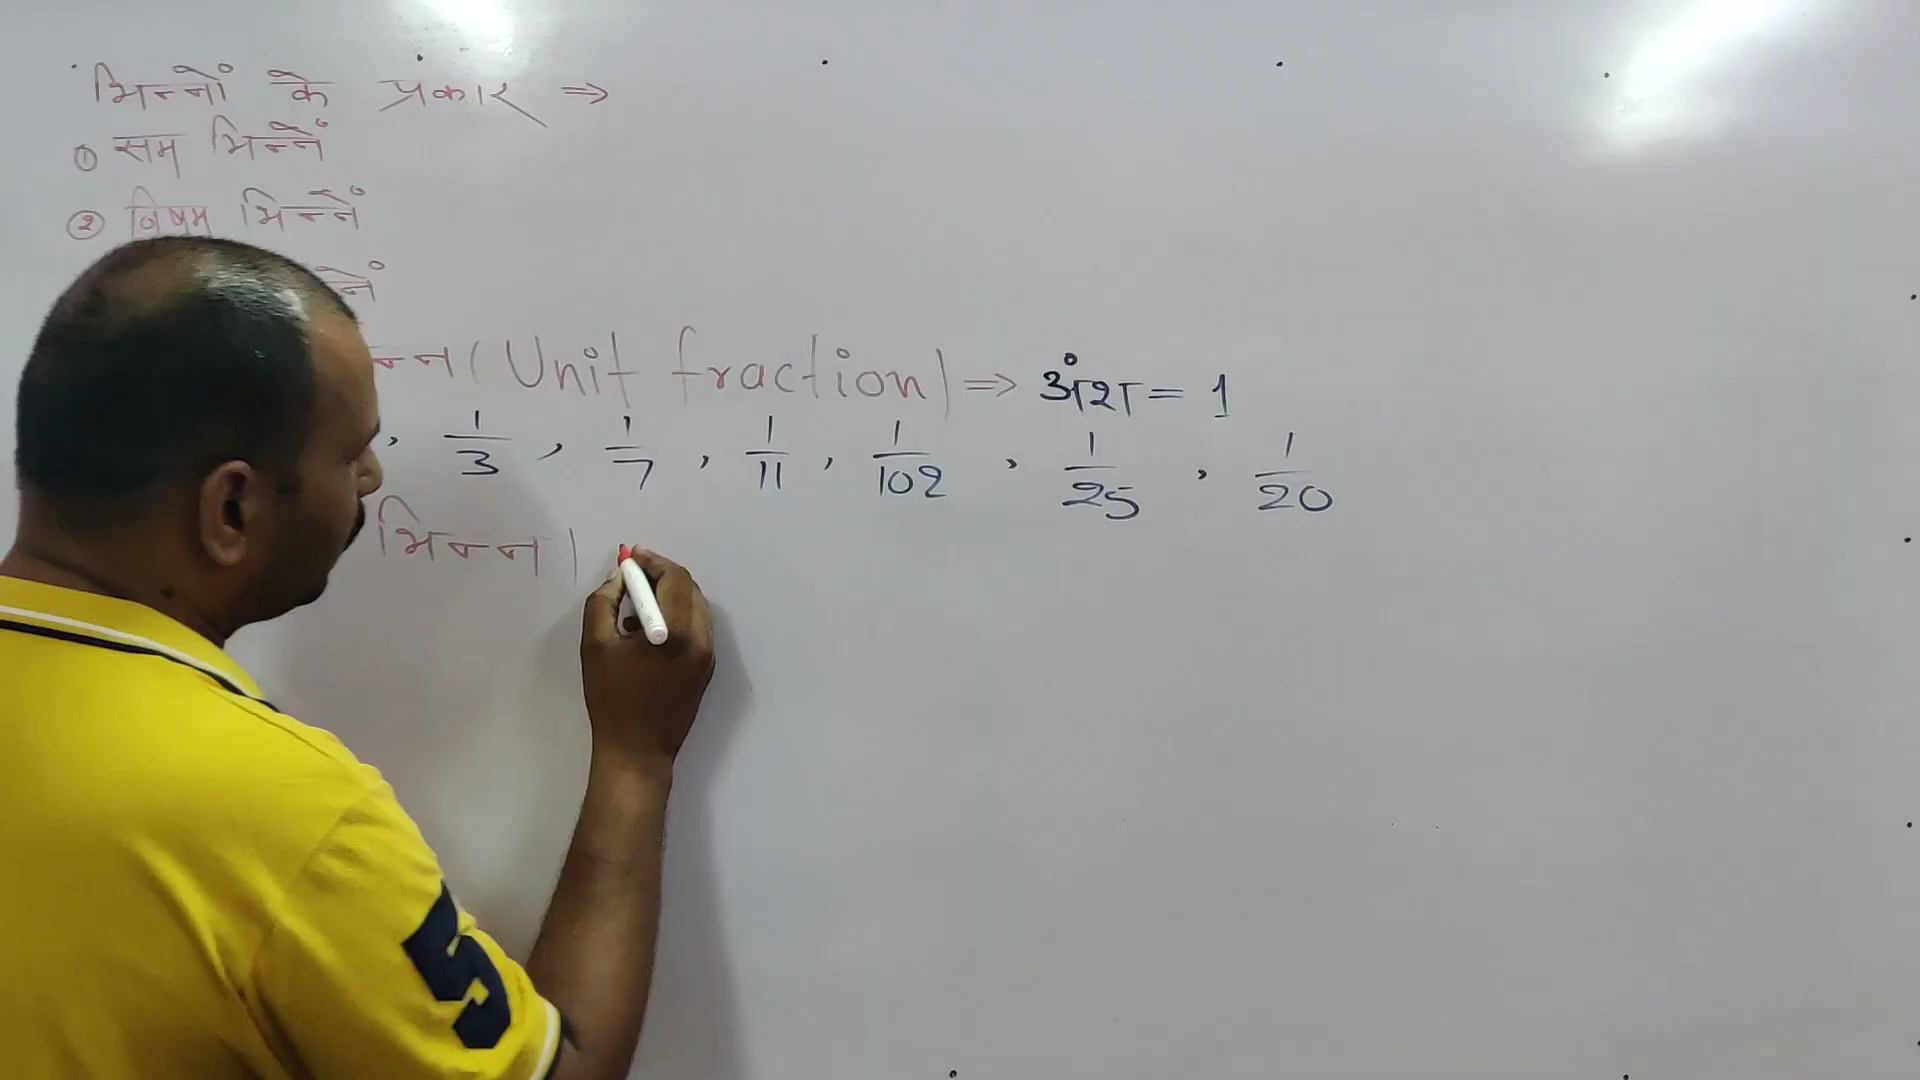 भिन्नों के प्रकार ⇒
① सम भिन्नें
② विषम भिन्नें
(Unit fraction) ⇒ अंश = 1
, 1/3 , 1/7 , 1/11 , 1/102 , 1/25 , 1/20
भिन्न (
5